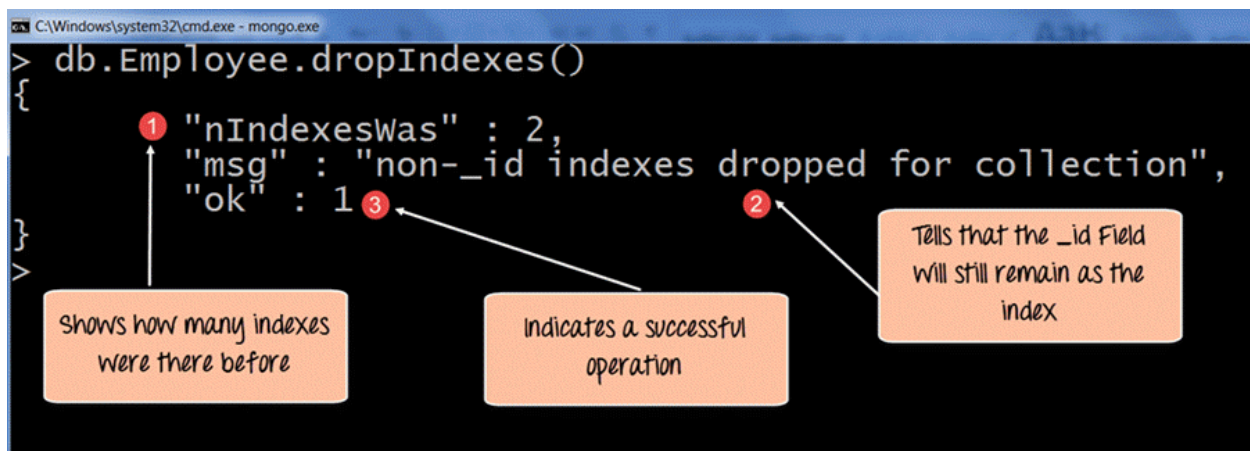 C:\Windows\system32\cmd.exe - mongo.exe
> db.Employee.dropIndexes()
{
1 "nIndexesWas" : 2,
"msg" : "non-_id indexes dropped for collection",
"ok" : 1 3 2
}
>
Shows how many indexes
were there before
Indicates a successful
operation
Tells that the _id Field
will still remain as the
index